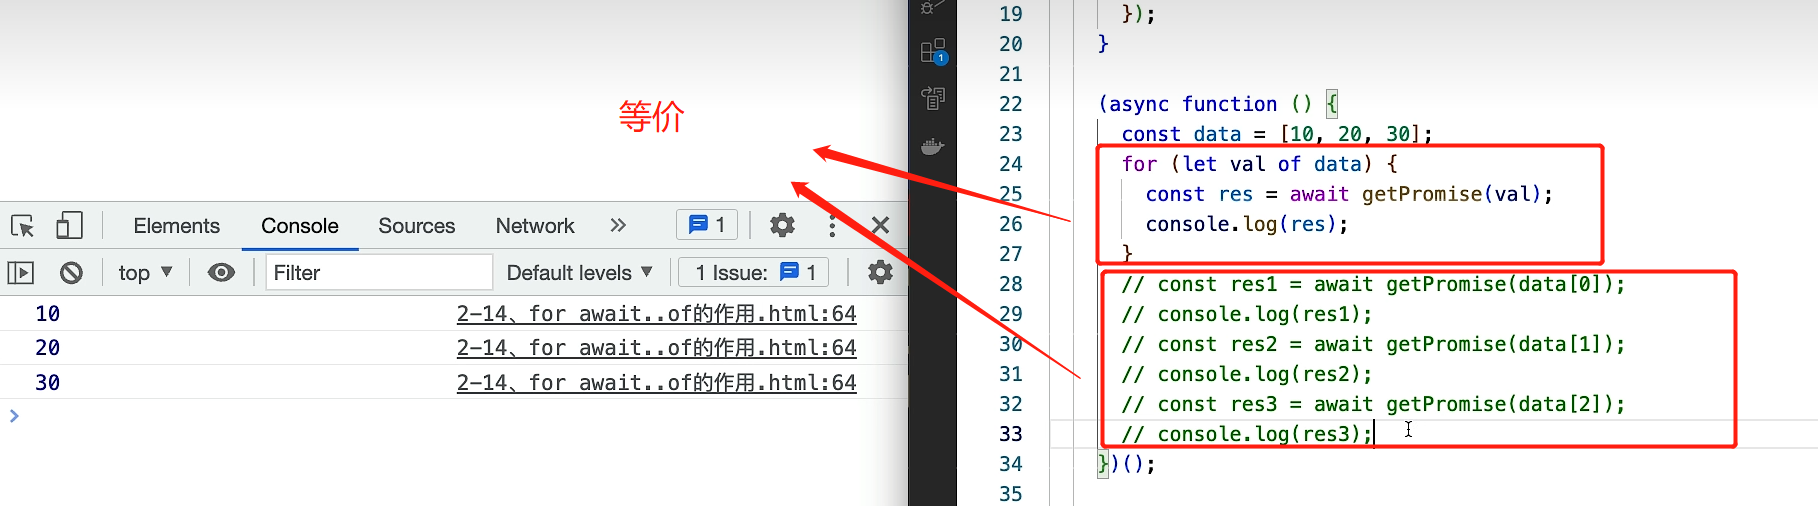 等价
Elements Console Sources Network 1
top Filter Default levels 1 Issue: 1
10 2-14、for await..of的作用.html:64
20 2-14、for await..of的作用.html:64
30 2-14、for await..of的作用.html:64
1
19 });
20 }
21
22 (async function () {
23 const data = [10, 20, 30];
24 for (let val of data) {
25 const res = await getPromise(val);
26 console.log(res);
27 }
28 // const res1 = await getPromise(data[0]);
29 // console.log(res1);
30 // const res2 = await getPromise(data[1]);
31 // console.log(res2);
32 // const res3 = await getPromise(data[2]);
33 // console.log(res3);
34 })();
35